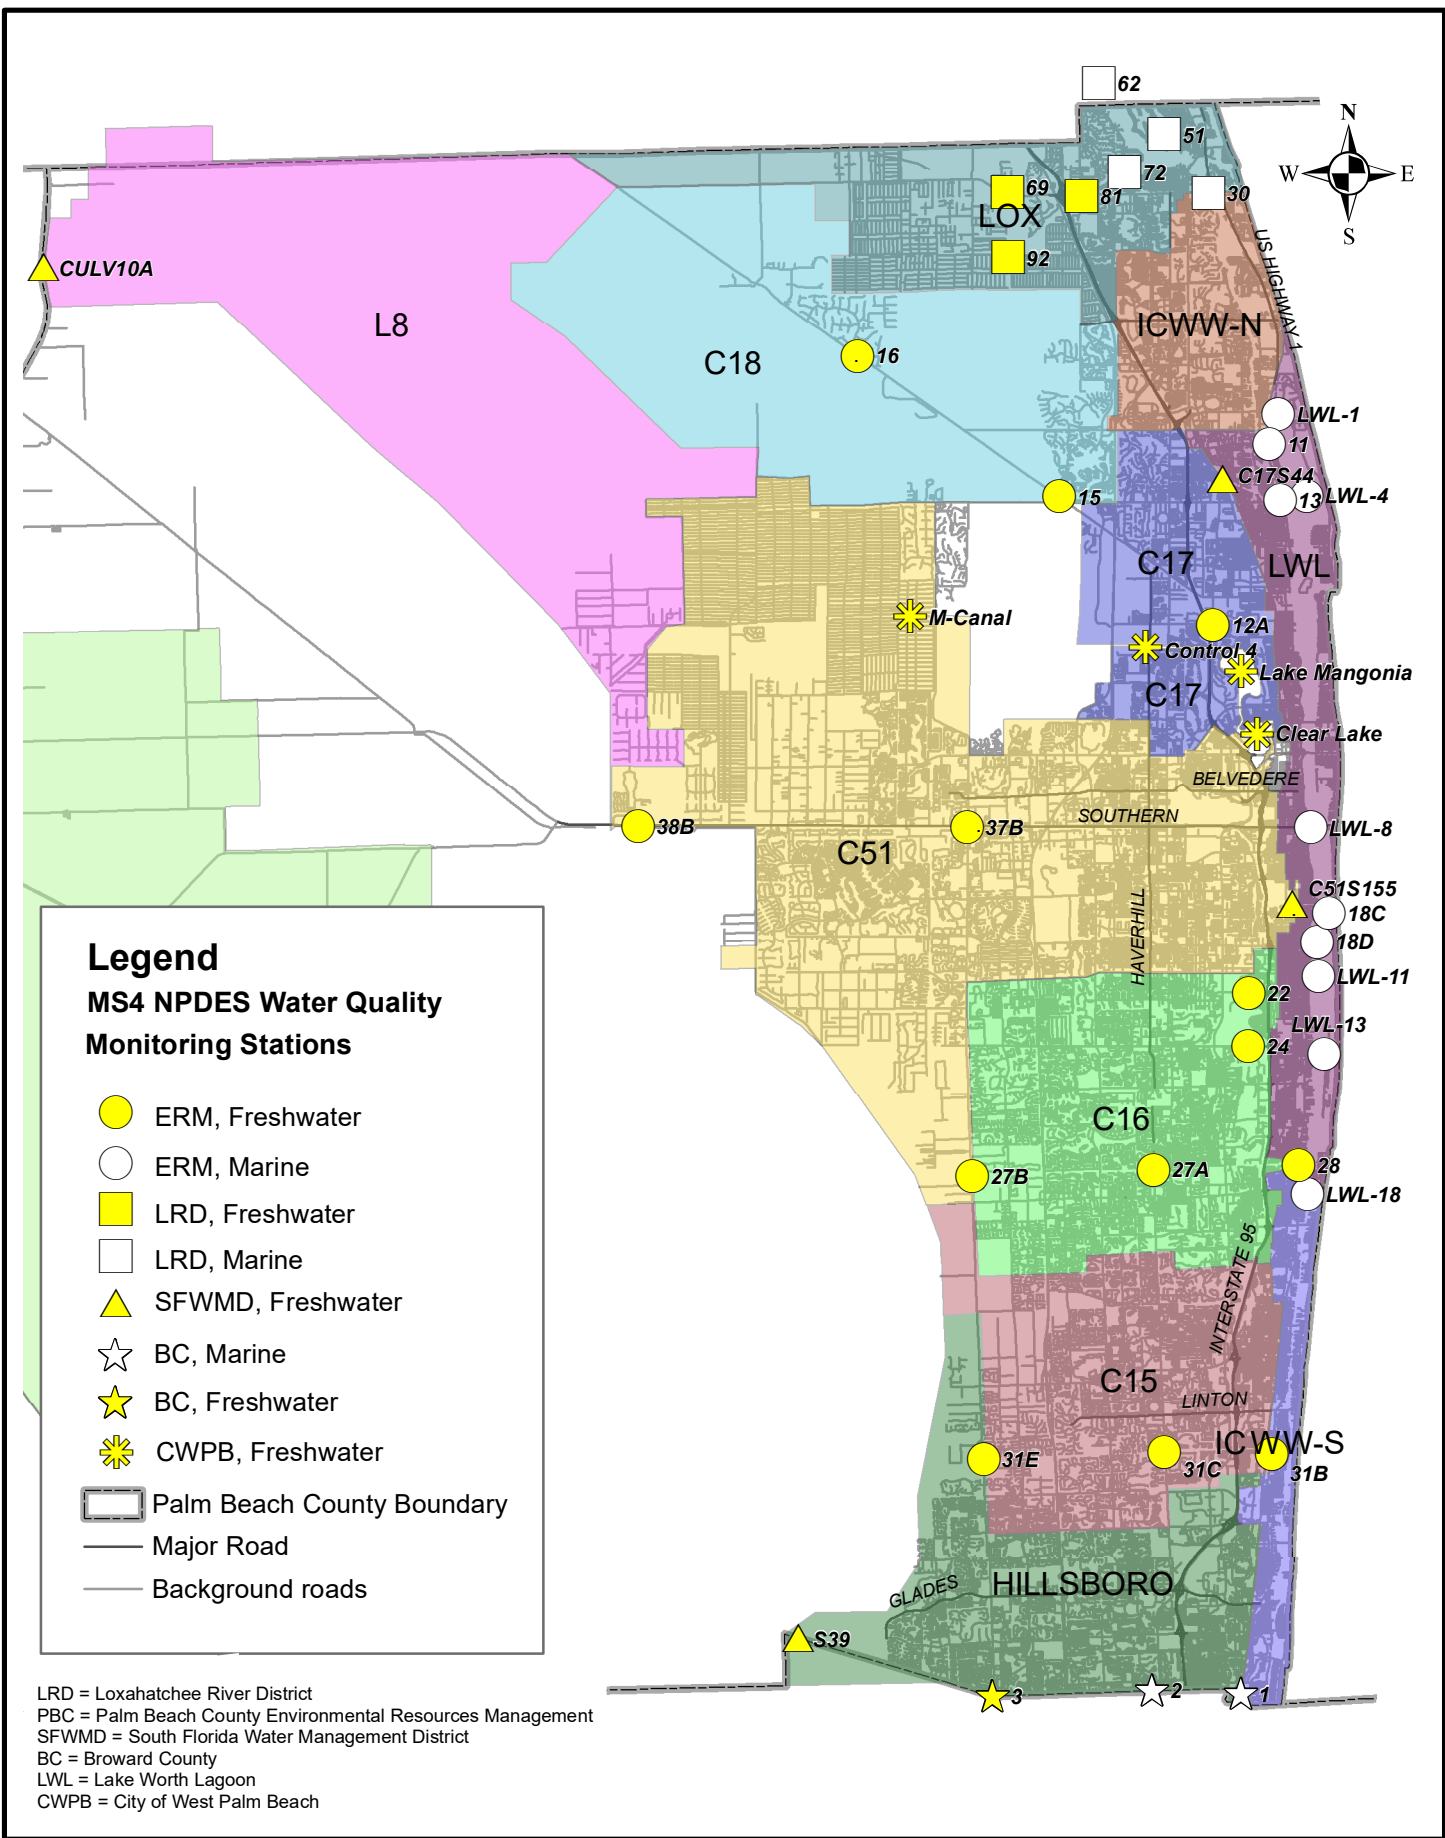 62
51
N
72
W E
69
81
30
LOX
S
US HIGHWAY 1
92
CULV10A
L8
ICWW-N
16
C18
LWL-1
11
C17S44
15
13
LWL-4
C17
LWL
M-Canal
12A
Control 4
Lake Mangonia
C17
Clear Lake
BELVEDERE
SOUTHERN
38B
37B
LWL-8
C51
C51S155
HAVERHILL
18C
18D
LWL-11
22
LWL-13
24
C16
27B
27A
28
LWL-18
INTERSTATE 95
C15
LINTON
ICWW-S
31E
31C
31B
HILLSBORO
GLADES
S39
3
2
1
Legend
MS4 NPDES Water Quality
Monitoring Stations
ERM, Freshwater
ERM, Marine
LRD, Freshwater
LRD, Marine
SFWMD, Freshwater
BC, Marine
BC, Freshwater
CWPB, Freshwater
Palm Beach County Boundary
Major Road
Background roads
LRD = Loxahatchee River District
PBC = Palm Beach County Environmental Resources Management
SFWMD = South Florida Water Management District
BC = Broward County
LWL = Lake Worth Lagoon
CWPB = City of West Palm Beach